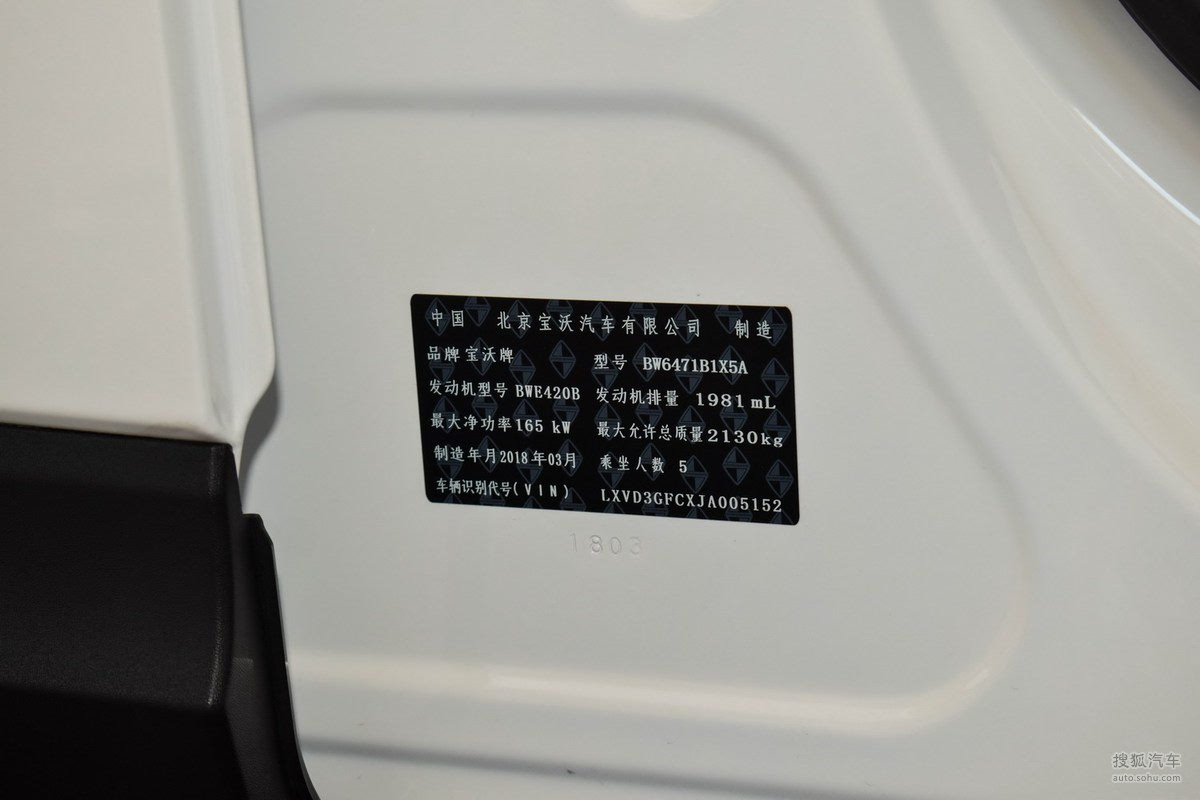 中国 北京宝沃汽车有限公司 制造
品牌 宝沃牌 型号 BW6471B1X5A
发动机型号 BWE420B 发动机排量 1981 mL
最大净功率 165 kW 最大允许总质量 2130kg
制造年月 2018年03月 乘坐人数 5
车辆识别代号(VIN) LXVD3GFCXJA005152
1803
搜狐汽车
auto.sohu.com